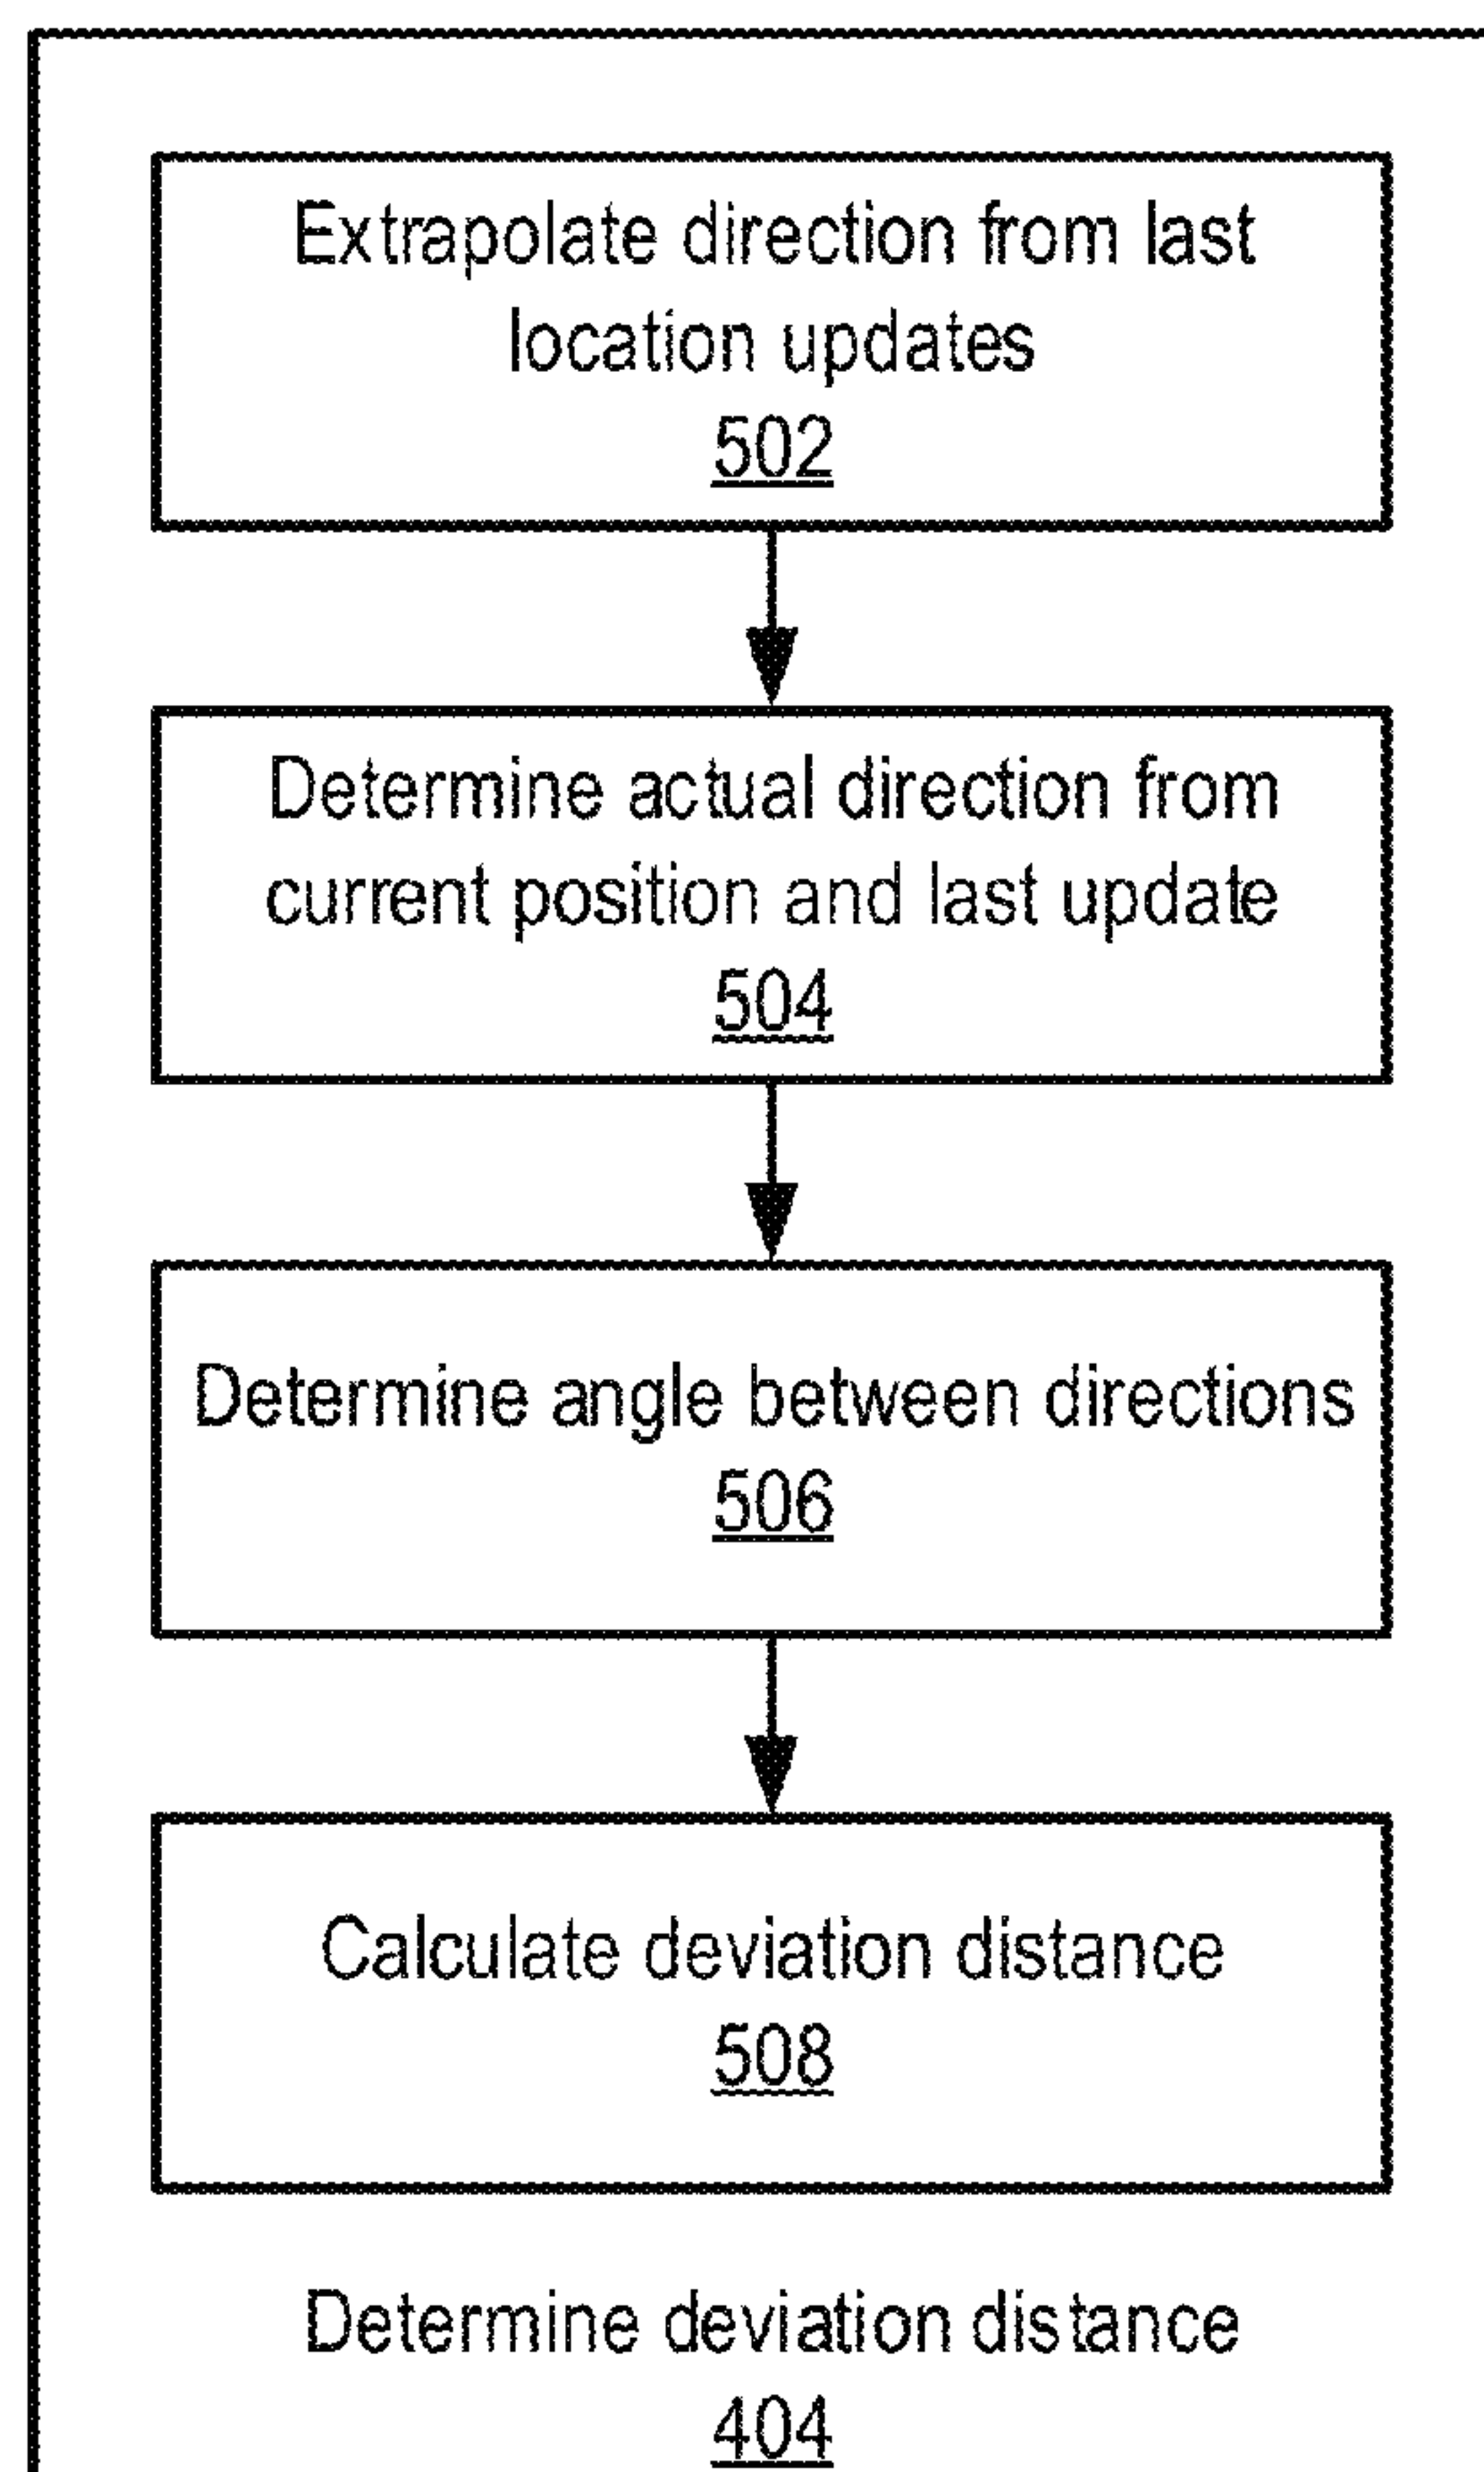 Extrapolate direction from last
location updates
502
Determine actual direction from
current position and last update
504
Determine angle between directions
506
Calculate deviation distance
508
Determine deviation distance
404